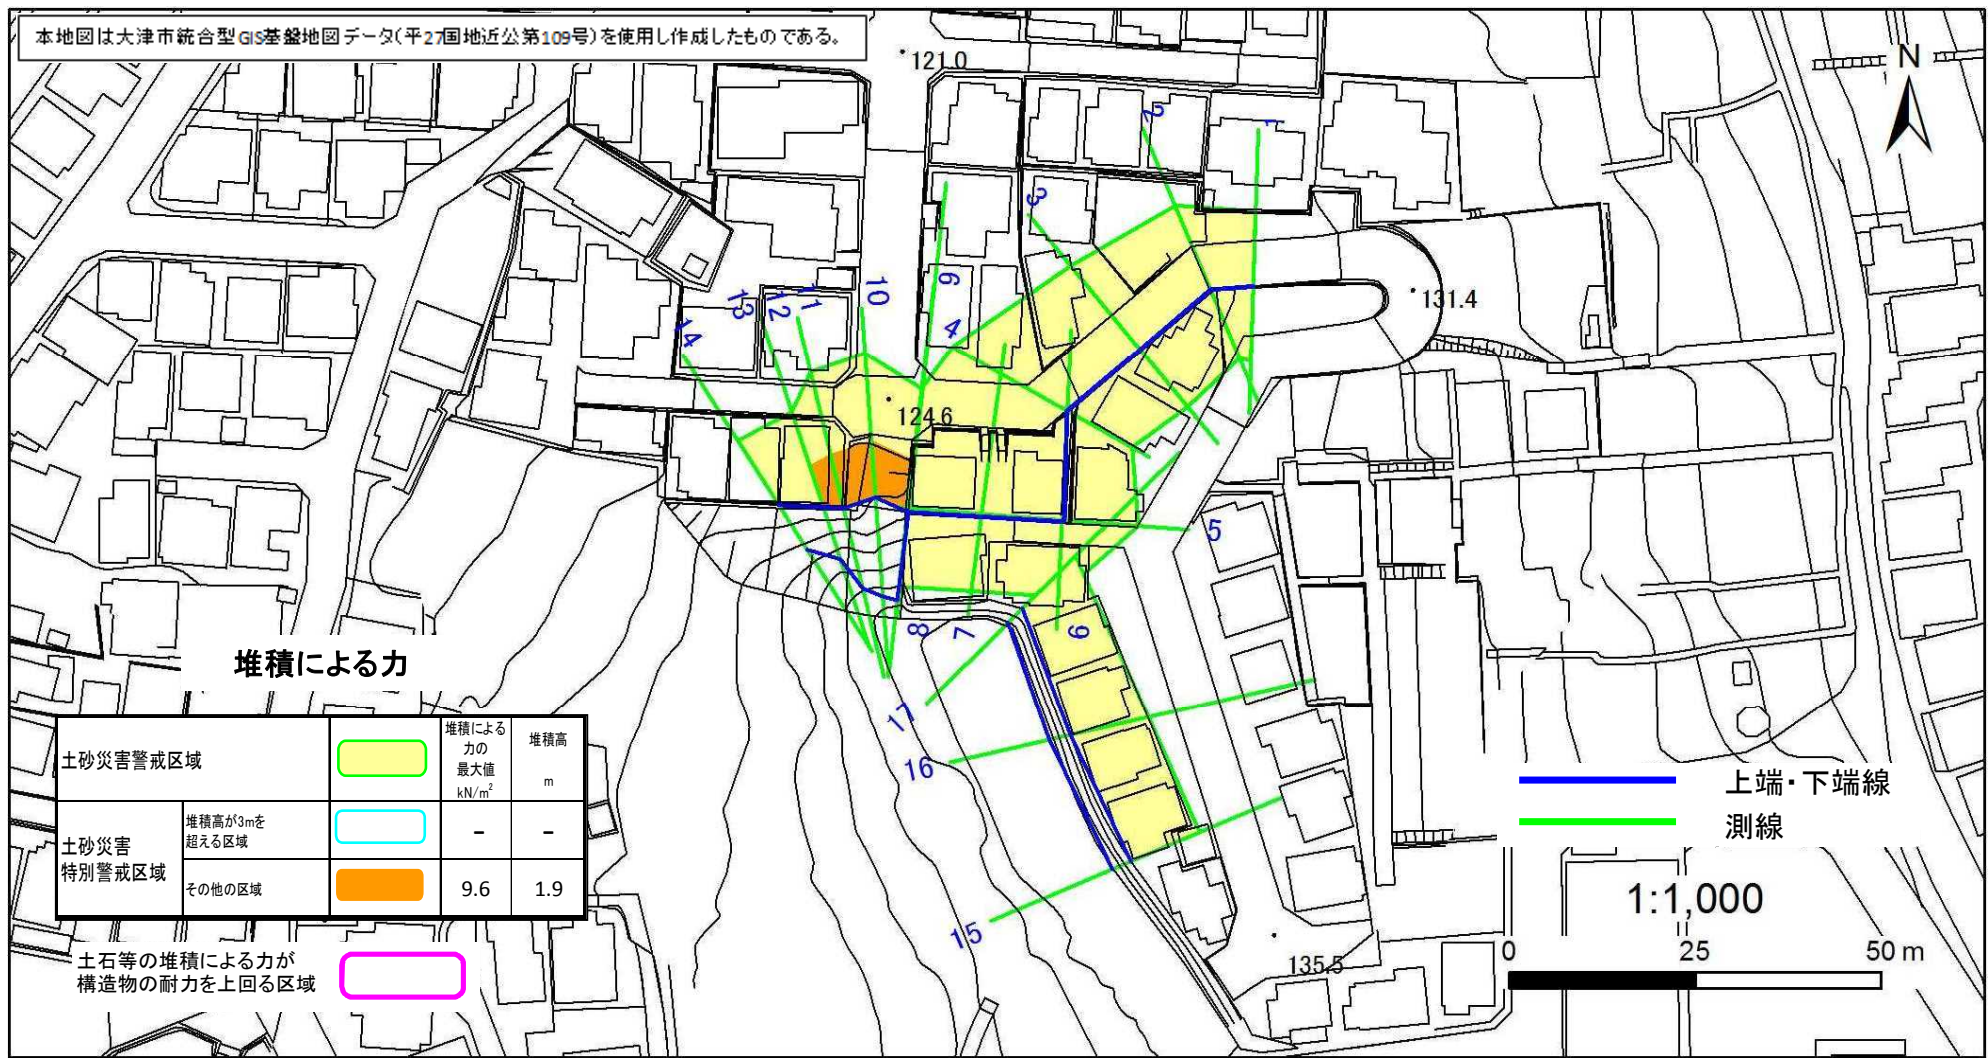 本地図は大津市統合型GIS基盤地図データ(平27国地近公第109号)を使用し作成したものである。
N
121.0
131.4
124.6
135.5
1
2
3
4
9
10
11
12
13
14
5
6
7
8
17
16
15
堆積による力
土砂災害警戒区域
堆積による
力の
最大値
kN/m²
堆積高
m
土砂災害
特別警戒区域
堆積高が3mを
超える区域
-
-
その他の区域
9.6
1.9
土石等の堆積による力が
構造物の耐力を上回る区域
上端・下端線
測線
1:1,000
0 25 50 m